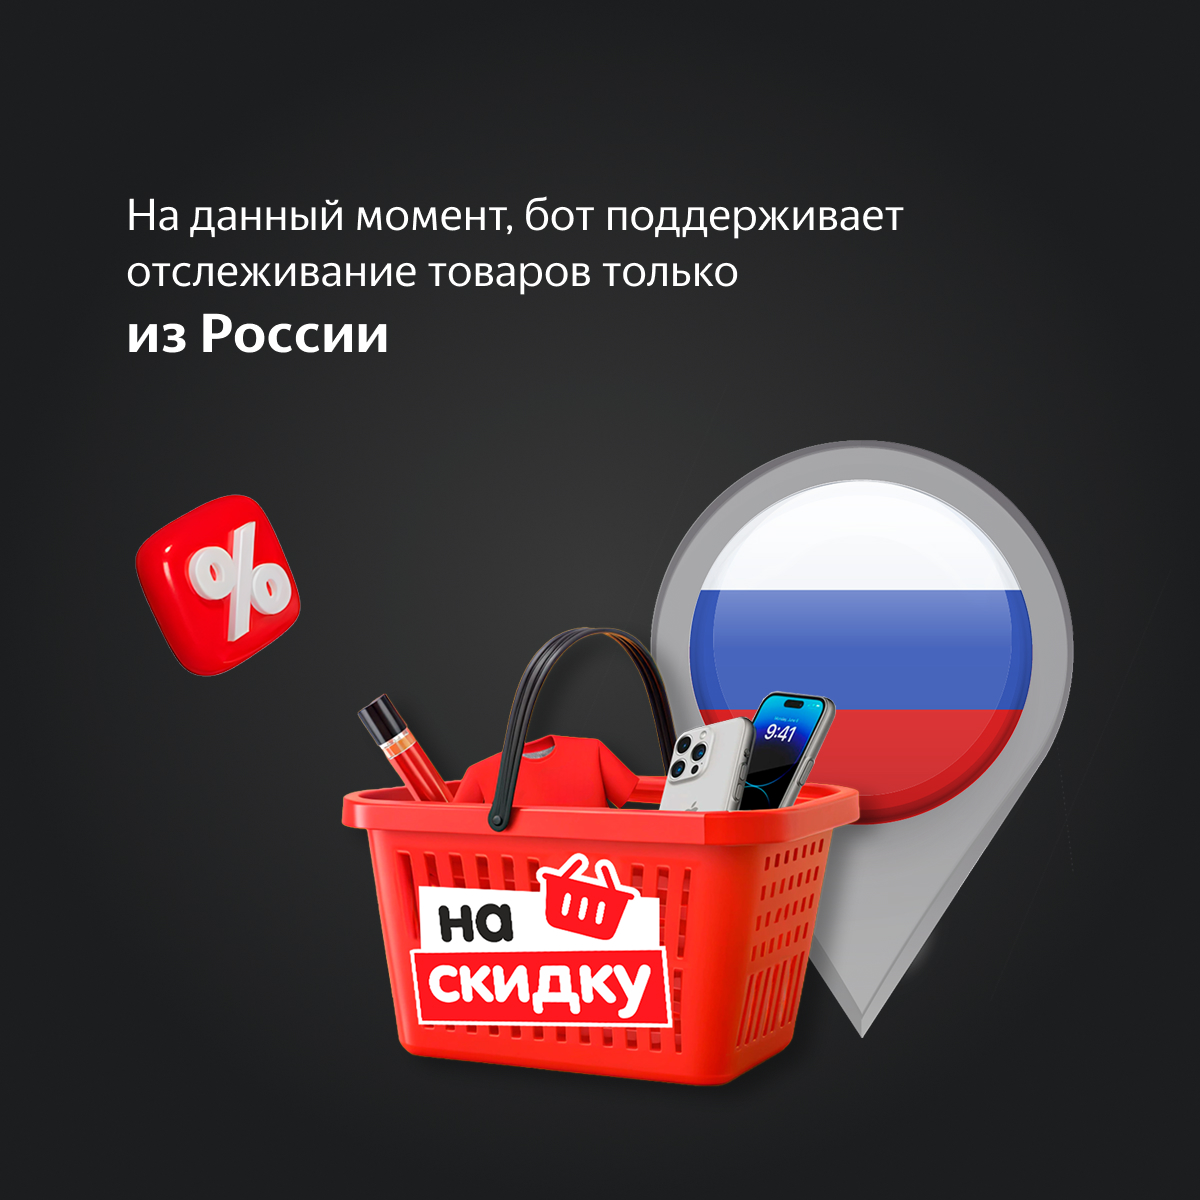 На данный момент, бот поддерживает
отслеживание товаров только
из России
%
9:41
на
скидку